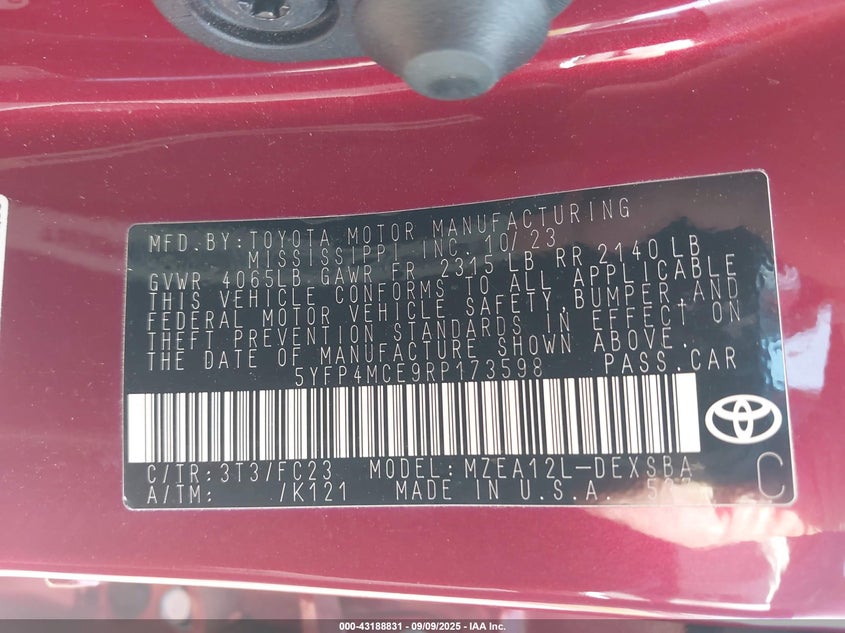 MFD. BY: TOYOTA MOTOR MANUFACTURING
MISSISSIPPI INC. 10/23
GVWR 4065LB GAWR FR 2315 LB RR 2140 LB
THIS VEHICLE CONFORMS TO ALL APPLICABLE
FEDERAL MOTOR VEHICLE SAFETY, BUMPER, AND
THEFT PREVENTION STANDARDS IN EFFECT ON
THE DATE OF MANUFACTURE SHOWN ABOVE.
5YFP4MCE9RP173598 PASS.CAR
C/TR: 3T3/FC23 MODEL: MZEA12L-DEXSBA
A/TM: /K121 MADE IN U.S.A. C
000-43188831 - 09/09/2025 - IAA Inc.